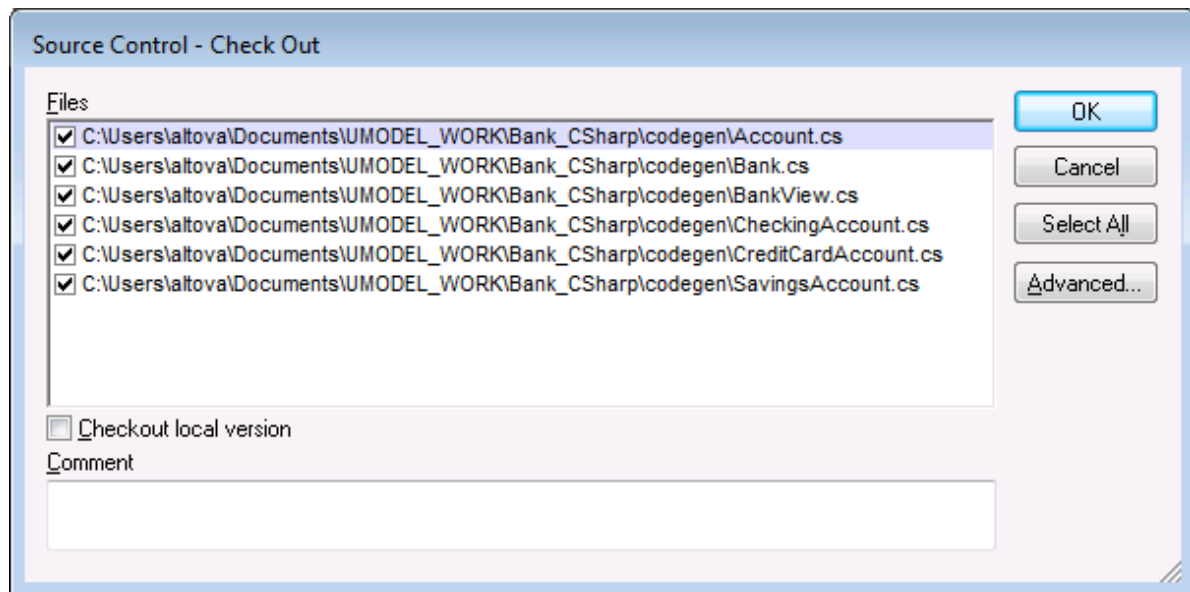 Source Control - Check Out
Files
C:\Users\altova\Documents\UMODEL_WORK\Bank_CSharp\codegen\Account.cs
C:\Users\altova\Documents\UMODEL_WORK\Bank_CSharp\codegen\Bank.cs
C:\Users\altova\Documents\UMODEL_WORK\Bank_CSharp\codegen\BankView.cs
C:\Users\altova\Documents\UMODEL_WORK\Bank_CSharp\codegen\CheckingAccount.cs
C:\Users\altova\Documents\UMODEL_WORK\Bank_CSharp\codegen\CreditCardAccount.cs
C:\Users\altova\Documents\UMODEL_WORK\Bank_CSharp\codegen\SavingsAccount.cs
Checkout local version
Comment
OK
Cancel
Select All
Advanced...